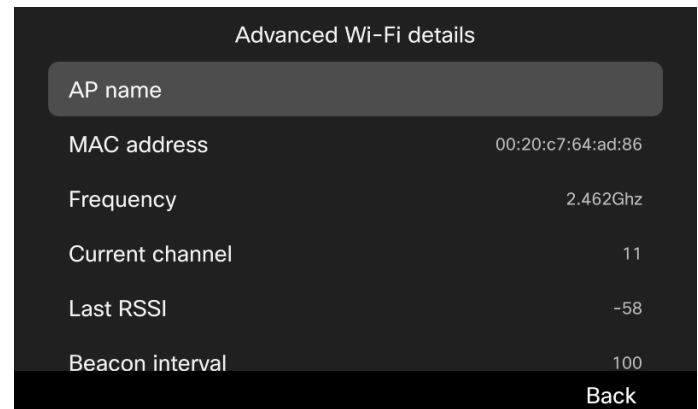 Advanced Wi-Fi details
AP name
MAC address 00:20:c7:64:ad:86
Frequency 2.462Ghz
Current channel 11
Last RSSI -58
Beacon interval 100
Back